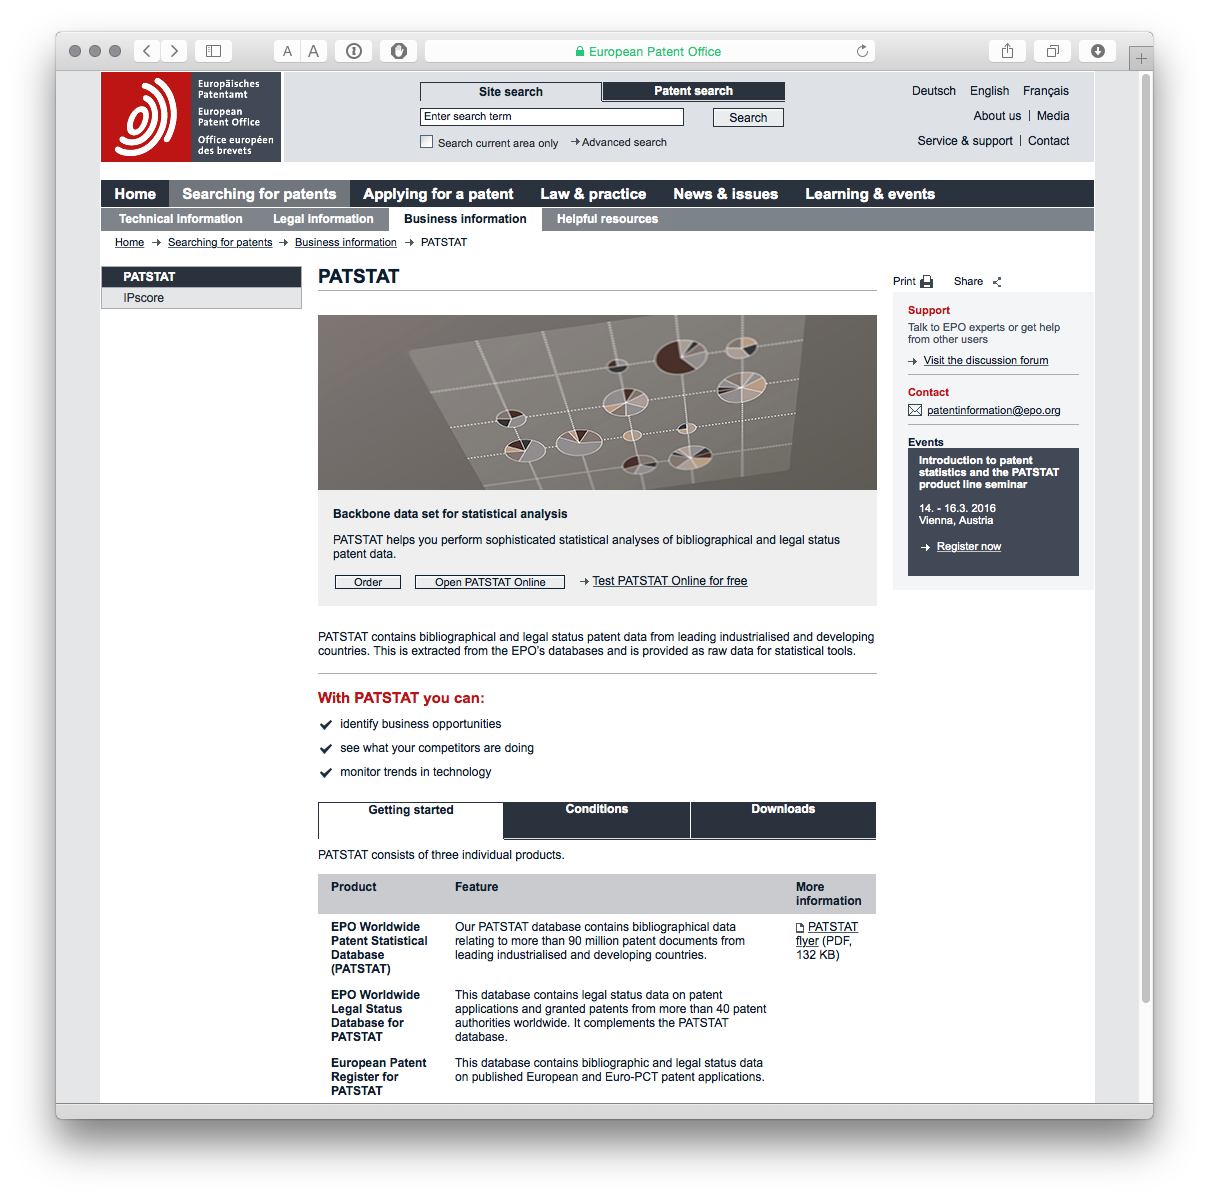 A A
European Patent Office
Europäisches
Patentamt
European
Patent Office
Office européen
des brevets
Site search
Patent search
Enter search term
Search
Search current area only
Advanced search
Deutsch English Français
About us | Media
Service & support | Contact
Home Searching for patents Applying for a patent Law & practice News & issues Learning & events
Technical information Legal information Business information Helpful resources
Home → Searching for patents → Business information → PATSTAT
PATSTAT
IPscore
PATSTAT
Backbone data set for statistical analysis
PATSTAT helps you perform sophisticated statistical analyses of bibliographical and legal status
patent data.
Order
Open PATSTAT Online
→ Test PATSTAT Online for free
PATSTAT contains bibliographical and legal status patent data from leading industrialised and developing
countries. This is extracted from the EPO's databases and is provided as raw data for statistical tools.
With PATSTAT you can:
identify business opportunities
see what your competitors are doing
monitor trends in technology
Getting started Conditions Downloads
PATSTAT consists of three individual products.
Product Feature More
information
EPO Worldwide
Patent Statistical
Database
(PATSTAT)
Our PATSTAT database contains bibliographical data
relating to more than 90 million patent documents from
leading industrialised and developing countries.
PATSTAT
flyer (PDF,
132 KB)
EPO Worldwide
Legal Status
Database for
PATSTAT
This database contains legal status data on patent
applications and granted patents from more than 40 patent
authorities worldwide. It complements the PATSTAT
database.
European Patent
Register for
PATSTAT
This database contains bibliographic and legal status data
on published European and Euro-PCT patent applications.
Print Share
Support
Talk to EPO experts or get help
from other users
→ Visit the discussion forum
Contact
patentinformation@epo.org
Events
Introduction to patent
statistics and the PATSTAT
product line seminar
14. - 16.3. 2016
Vienna, Austria
→ Register now